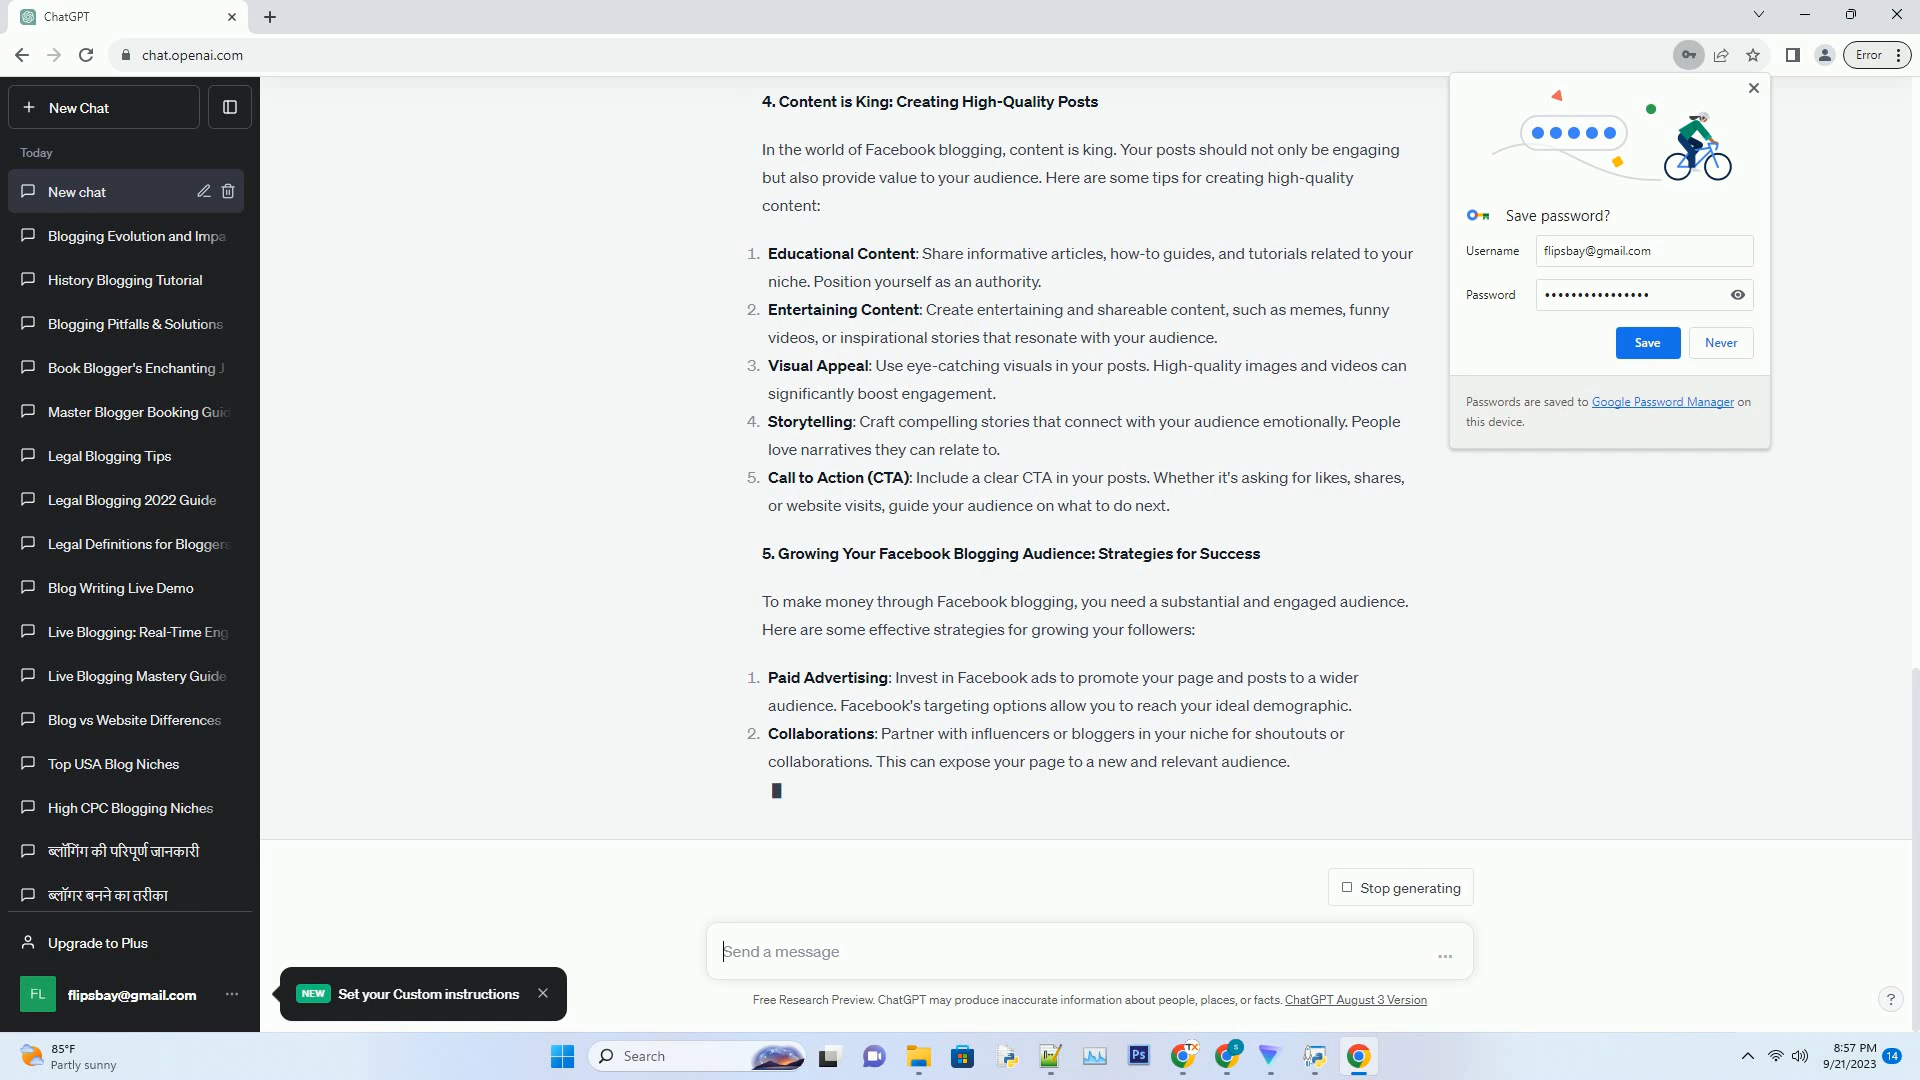 ChatGPT
chat.openai.com
Error
New Chat
Today
New chat
Blogging Evolution and Impa
History Blogging Tutorial
Blogging Pitfalls & Solutions
Book Blogger's Enchanting J
Master Blogger Booking Guid
Legal Blogging Tips
Legal Blogging 2022 Guide
Legal Definitions for Bloggers
Blog Writing Live Demo
Live Blogging: Real-Time Eng
Live Blogging Mastery Guide
Blog vs Website Differences
Top USA Blog Niches
High CPC Blogging Niches
ब्लॉगिंग की परिपूर्ण जानकारी
ब्लॉगर बनने का तरीका
Upgrade to Plus
FL
flipsbay@gmail.com
NEW Set your Custom instructions
4. Content is King: Creating High-Quality Posts
In the world of Facebook blogging, content is king. Your posts should not only be engaging
but also provide value to your audience. Here are some tips for creating high-quality
content:
1. Educational Content: Share informative articles, how-to guides, and tutorials related to your
niche. Position yourself as an authority.
2. Entertaining Content: Create entertaining and shareable content, such as memes, funny
videos, or inspirational stories that resonate with your audience.
3. Visual Appeal: Use eye-catching visuals in your posts. High-quality images and videos can
significantly boost engagement.
4. Storytelling: Craft compelling stories that connect with your audience emotionally. People
love narratives they can relate to.
5. Call to Action (CTA): Include a clear CTA in your posts. Whether it's asking for likes, shares,
or website visits, guide your audience on what to do next.
5. Growing Your Facebook Blogging Audience: Strategies for Success
To make money through Facebook blogging, you need a substantial and engaged audience.
Here are some effective strategies for growing your followers:
1. Paid Advertising: Invest in Facebook ads to promote your page and posts to a wider
audience. Facebook's targeting options allow you to reach your ideal demographic.
2. Collaborations: Partner with influencers or bloggers in your niche for shoutouts or
collaborations. This can expose your page to a new and relevant audience.
Stop generating
Send a message
Free Research Preview. ChatGPT may produce inaccurate information about people, places, or facts. ChatGPT August 3 Version
?
Save password?
Username flipsbay@gmail.com
Password ••••••••••••••••
Save Never
Passwords are saved to Google Password Manager on
this device.
85°F
Partly sunny
Search
TX
S
Ps
8:57 PM
9/21/2023
14